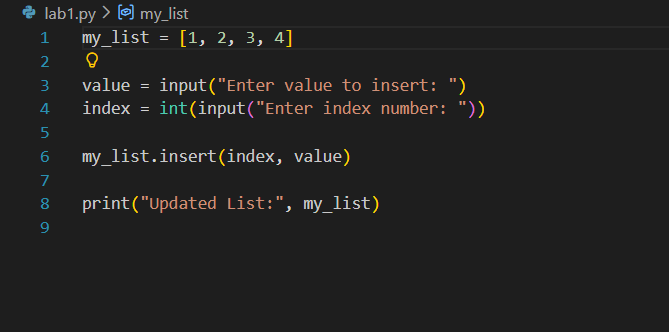 lab1.py > my_list
1 my_list = [1, 2, 3, 4]
2
3 value = input("Enter value to insert: ")
4 index = int(input("Enter index number: "))
5
6 my_list.insert(index, value)
7
8 print("Updated List:", my_list)
9